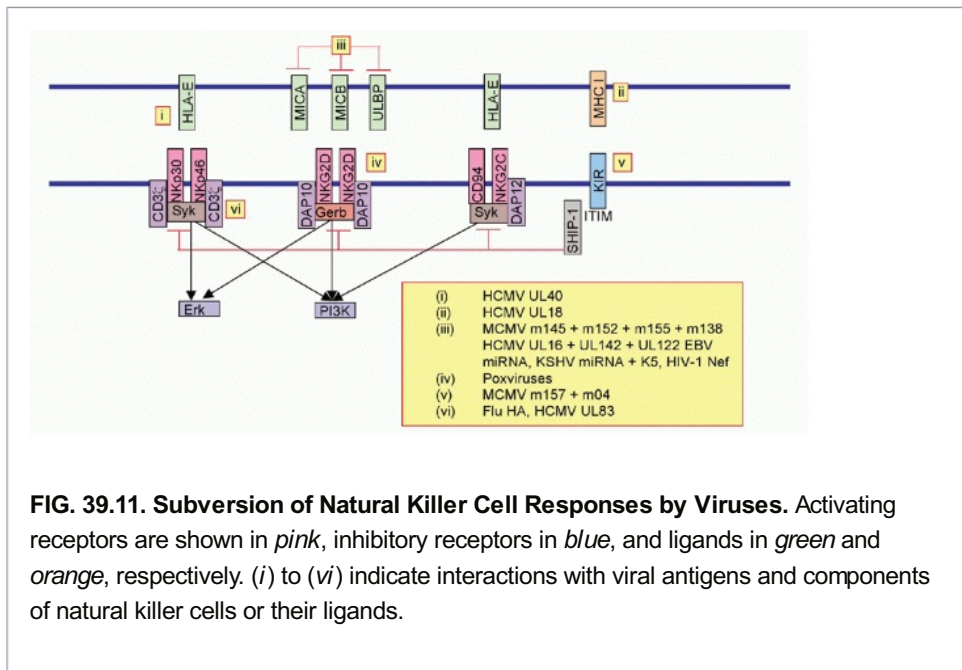 iii
HLA-E
MICA
MICB
ULBP
HLA-E
MHC I
i
ii
NKp30
NKp46
NKG2D
NKG2D
iv
CD94
NKG2C
KIR
v
CD3ζ
Syk
CD3ζ
vi
DAP10
Gerb
DAP10
Syk
DAP12
SHIP-1
ITIM
Erk
PI3K
(i) HCMV UL40
(ii) HCMV UL18
(iii) MCMV m145 + m152 + m155 + m138
HCMV UL16 + UL142 + UL122 EBV
miRNA, KSHV miRNA + K5, HIV-1 Nef
(iv) Poxviruses
(v) MCMV m157 + m04
(vi) Flu HA, HCMV UL83
FIG. 39.11. Subversion of Natural Killer Cell Responses by Viruses. Activating
receptors are shown in pink, inhibitory receptors in blue, and ligands in green and
orange, respectively. (i) to (vi) indicate interactions with viral antigens and components
of natural killer cells or their ligands.